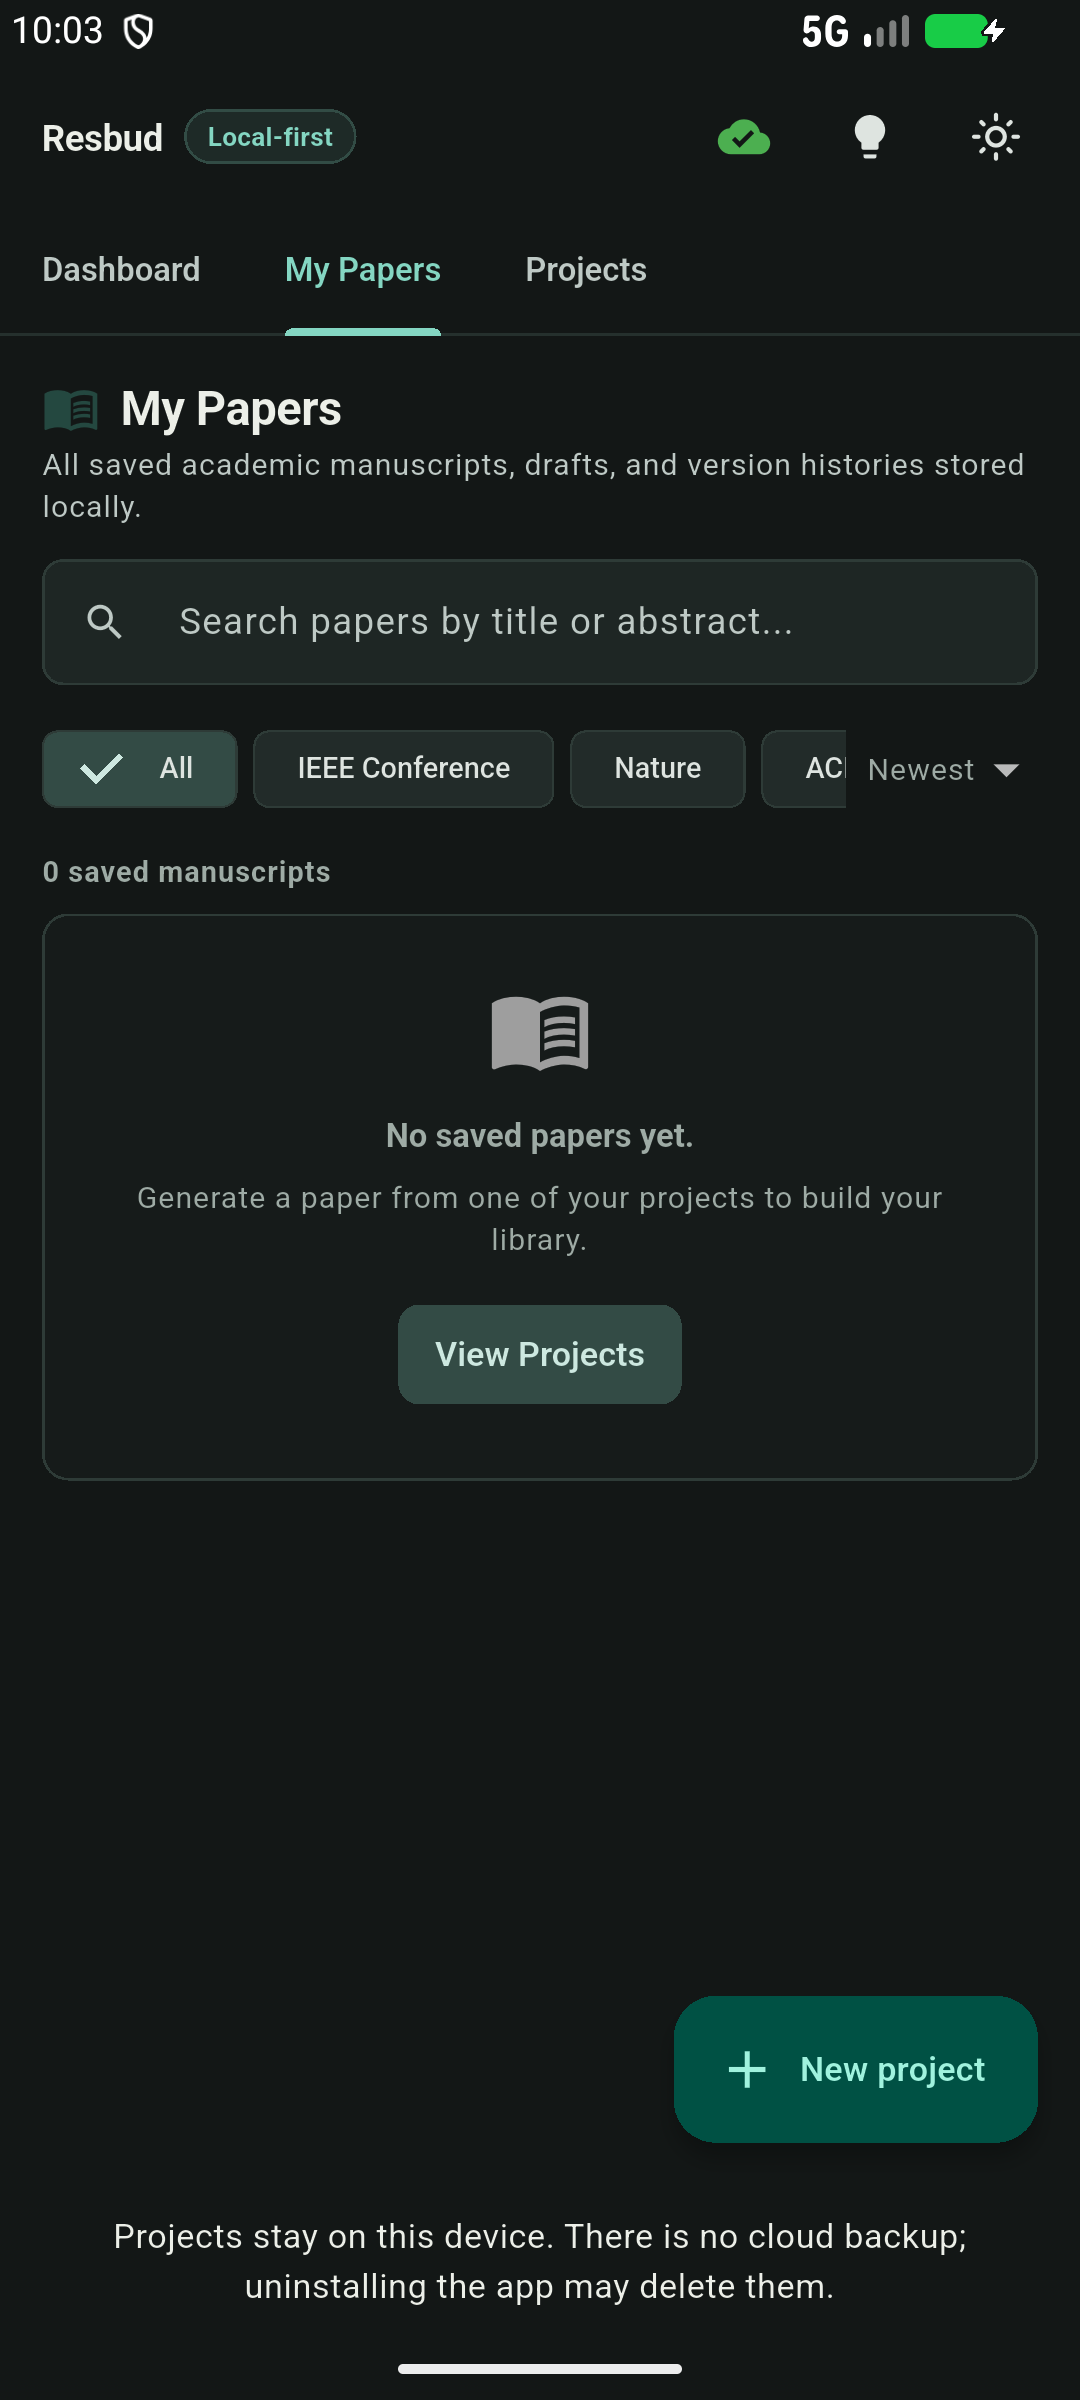 10:03
5G
Resbud
Local-first
Dashboard
My Papers
Projects
My Papers
All saved academic manuscripts, drafts, and version histories stored
locally.
Search papers by title or abstract...
All
IEEE Conference
Nature
Newest
0 saved manuscripts
No saved papers yet.
Generate a paper from one of your projects to build your
library.
View Projects
New project
Projects stay on this device. There is no cloud backup;
uninstalling the app may delete them.